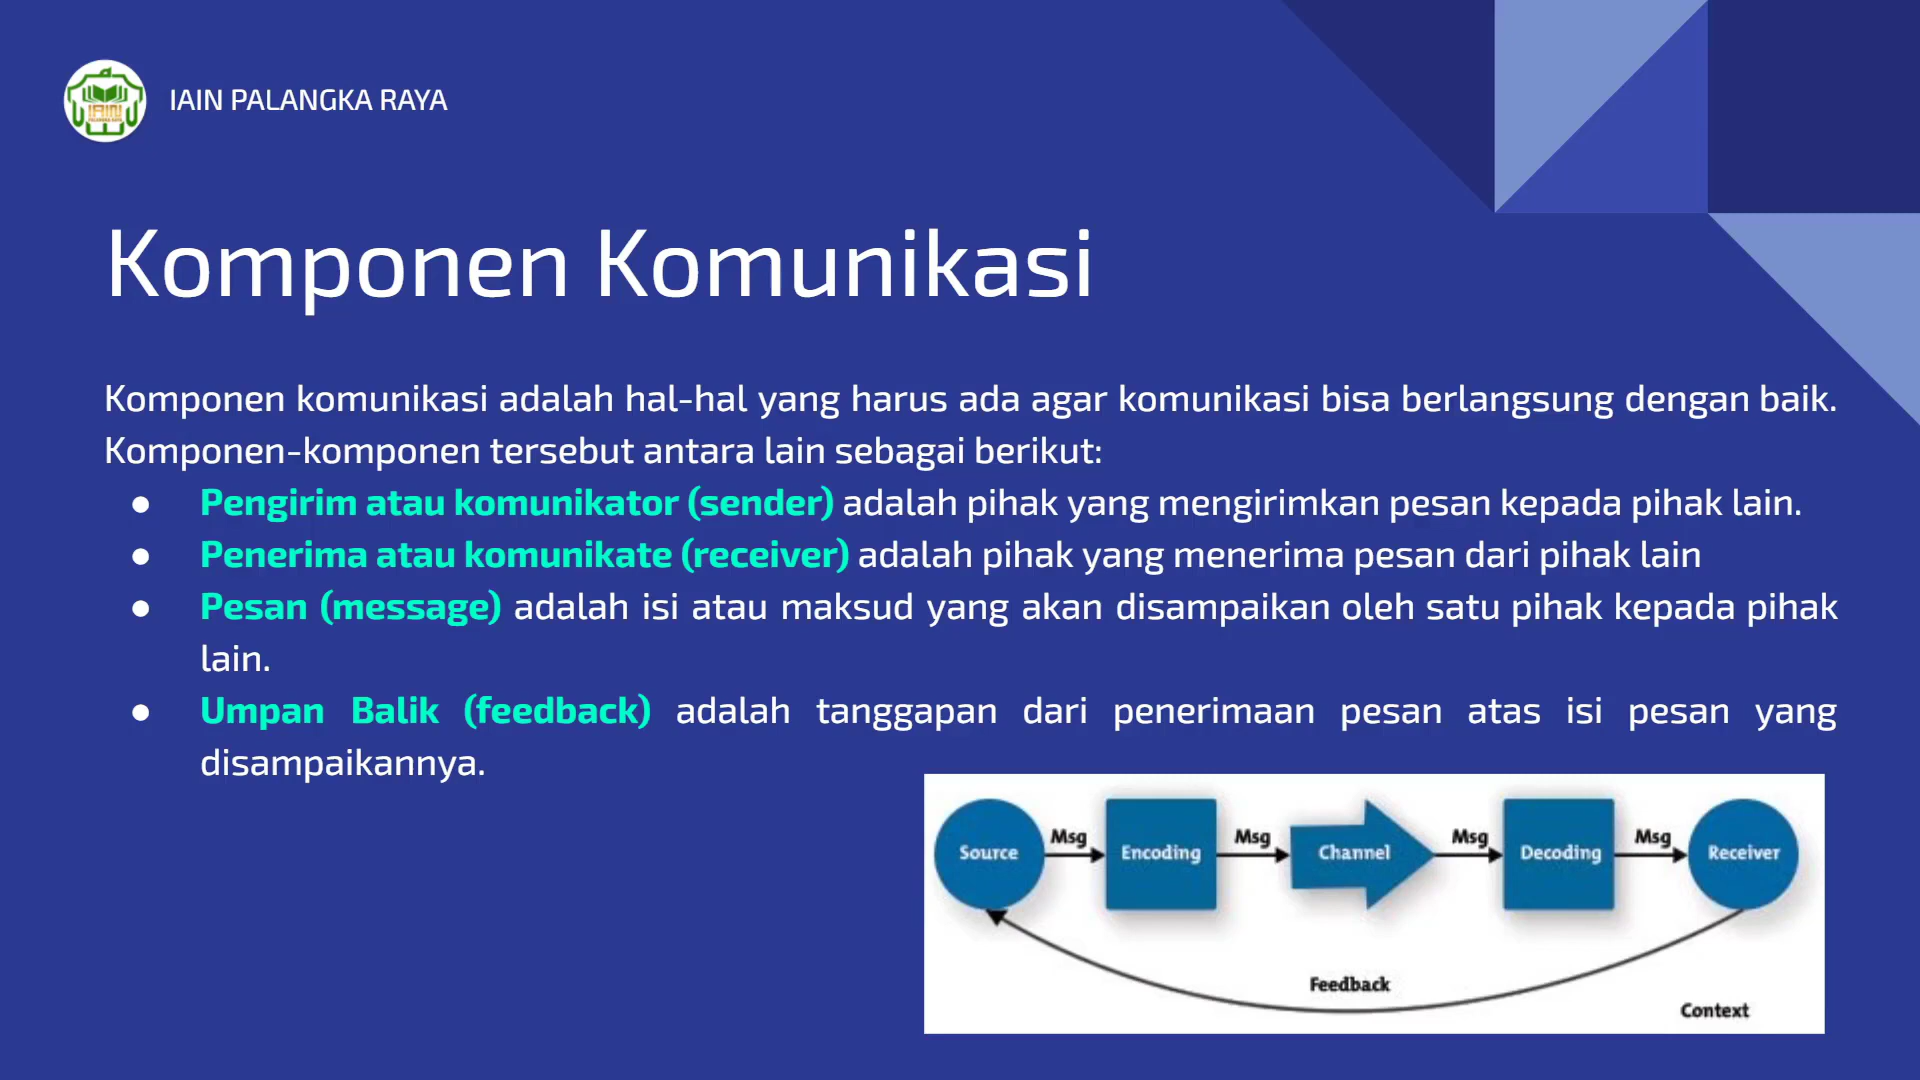 IAIN PALANGKA RAYA
Komponen Komunikasi
Komponen komunikasi adalah hal-hal yang harus ada agar komunikasi bisa berlangsung dengan baik.
Komponen-komponen tersebut antara lain sebagai berikut:
● Pengirim atau komunikator (sender) adalah pihak yang mengirimkan pesan kepada pihak lain.
● Penerima atau komunikate (receiver) adalah pihak yang menerima pesan dari pihak lain
● Pesan (message) adalah isi atau maksud yang akan disampaikan oleh satu pihak kepada pihak
lain.
● Umpan Balik (feedback) adalah tanggapan dari penerimaan pesan atas isi pesan yang
disampaikannya.
Source Msg Encoding Msg Channel Msg Decoding Msg Receiver
Feedback
Context